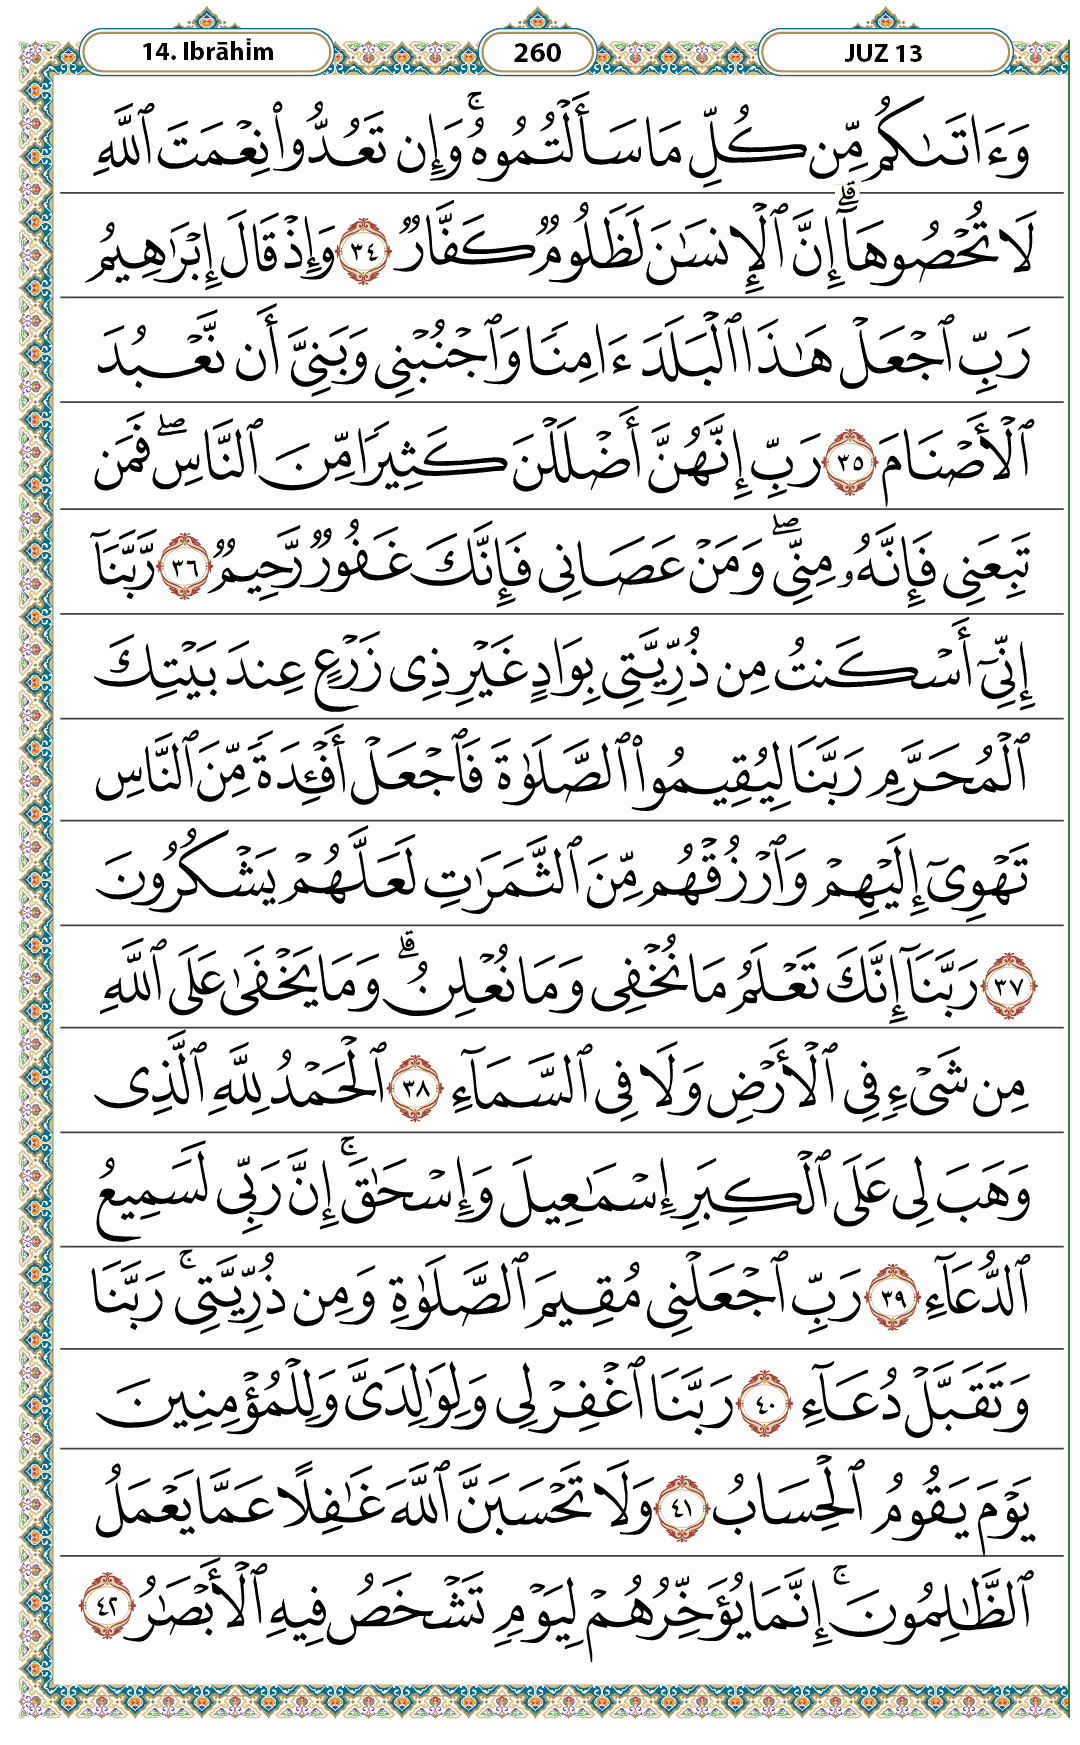 14. Ibrāhim 260 JUZ 13
وَءَاتَىٰكُم مِّن كُلِّ مَا سَأَلْتُمُوهُ ۚ وَإِن تَعُدُّوا۟ نِعْمَتَ ٱللَّهِ
لَا تُحْصُوهَآ ۗ إِنَّ ٱلْإِنسَـٰنَ لَظَلُومٌ كَفَّارٌ ٣٤ وَإِذْ قَالَ إِبْرَٰهِيمُ
رَبِّ ٱجْعَلْ هَـٰذَا ٱلْبَلَدَ ءَامِنًا وَٱجْنُبْنِى وَبَنِىَّ أَن نَّعْبُدَ
ٱلْأَصْنَامَ ٣٥ رَبِّ إِنَّهُنَّ أَضْلَلْنَ كَثِيرًا مِّنَ ٱلنَّاسِ ۖ فَمَن
تَبِعَنِى فَإِنَّهُۥ مِنِّى ۖ وَمَنْ عَصَانِى فَإِنَّكَ غَفُورٌ رَّحِيمٌ ٣٦ رَّبَّنَآ
إِنِّىٓ أَسْكَنتُ مِن ذُرِّيَّتِى بِوَادٍ غَيْرِ ذِى زَرْعٍ عِندَ بَيْتِكَ
ٱلْمُحَرَّمِ رَبَّنَا لِيُقِيمُوا۟ ٱلصَّلَوٰةَ فَٱجْعَلْ أَفْـِٔدَةً مِّنَ ٱلنَّاسِ
تَهْوِىٓ إِلَيْهِمْ وَٱرْزُقْهُم مِّنَ ٱلثَّمَرَٰتِ لَعَلَّهُمْ يَشْكُرُونَ
٣٧ رَبَّنَآ إِنَّكَ تَعْلَمُ مَا نُخْفِى وَمَا نُعْلِنُ ۗ وَمَا يَخْفَىٰ عَلَى ٱللَّهِ
مِن شَىْءٍ فِى ٱلْأَرْضِ وَلَا فِى ٱلسَّمَآءِ ٣٨ ٱلْحَمْدُ لِلَّهِ ٱلَّذِى
وَهَبَ لِى عَلَى ٱلْكِبَرِ إِسْمَـٰعِيلَ وَإِسْحَـٰقَ ۚ إِنَّ رَبِّى لَسَمِيعُ
ٱلدُّعَآءِ ٣٩ رَبِّ ٱجْعَلْنِى مُقِيمَ ٱلصَّلَوٰةِ وَمِن ذُرِّيَّتِى ۚ رَبَّنَا
وَتَقَبَّلْ دُعَآءِ ٤٠ رَبَّنَا ٱغْفِرْ لِى وَلِوَٰلِدَىَّ وَلِلْمُؤْمِنِينَ
يَوْمَ يَقُومُ ٱلْحِسَابُ ٤١ وَلَا تَحْسَبَنَّ ٱللَّهَ غَـٰفِلًا عَمَّا يَعْمَلُ
ٱلظَّـٰلِمُونَ ۚ إِنَّمَا يُؤَخِّرُهُمْ لِيَوْمٍ تَشْخَصُ فِيهِ ٱلْأَبْصَـٰرُ ٤٢